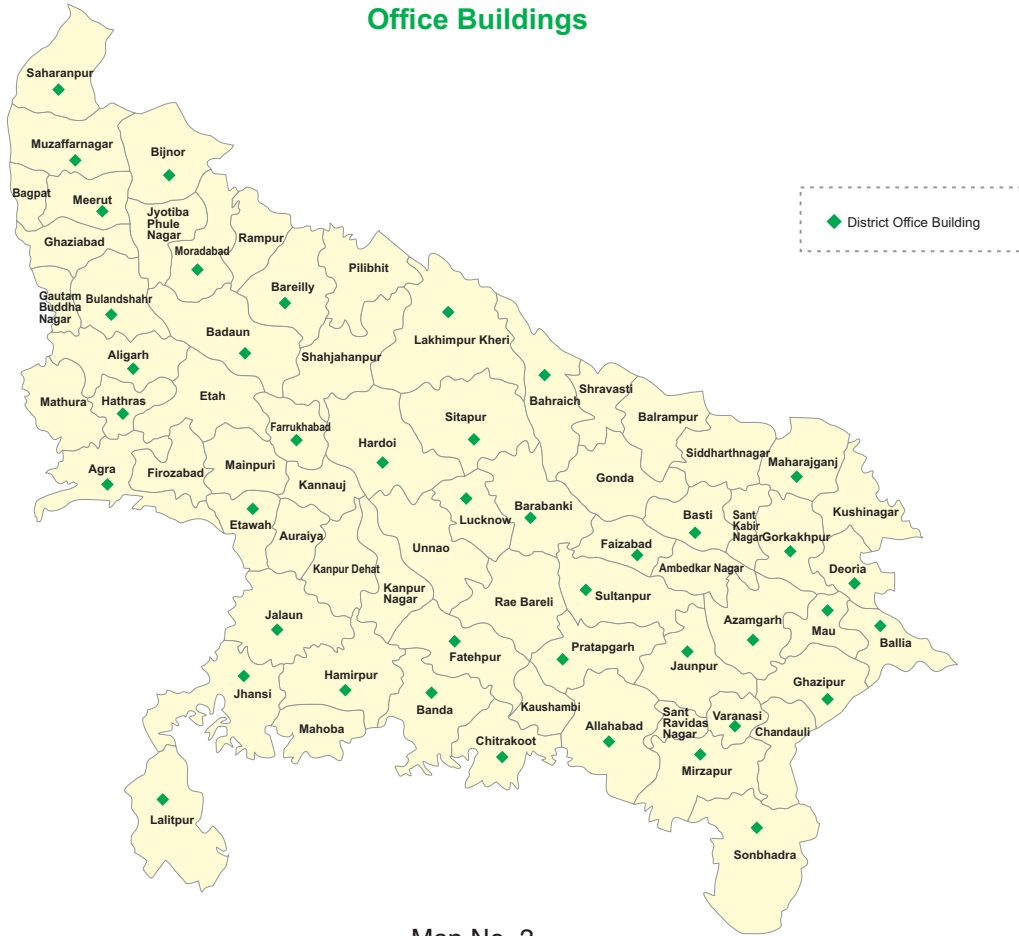 Office Buildings
Saharanpur
Muzaffarnagar
Bijnor
Bagpat
Meerut
Jyotiba
Phule
Nagar
District Office Building
Ghaziabad
Rampur
Moradabad
Pilibhit
Bareilly
Gautam
Buddha
Nagar
Bulandshahr
Badaun
Lakhimpur Kheri
Aligarh
Shahjahanpur
Mathura
Hathras
Etah
Bahraich
Shravasti
Balrampur
Farrukhabad
Hardoi
Sitapur
Siddharthnagar
Maharajganj
Agra
Firozabad
Mainpuri
Kannauj
Gonda
Kushinagar
Etawah
Auraiya
Lucknow
Barabanki
Basti
Sant
Kabir
Nagar
Gorkakhpur
Unnao
Faizabad
Kanpur Dehat
Ambedkar Nagar
Deoria
Kanpur
Nagar
Rae Bareli
Sultanpur
Jalaun
Azamgarh
Mau
Ballia
Fatehpur
Pratapgarh
Jaunpur
Jhansi
Hamirpur
Ghazipur
Banda
Kaushambi
Mahoba
Allahabad
Sant
Ravidas
Nagar
Varanasi
Chandauli
Chitrakoot
Mirzapur
Lalitpur
Sonbhadra